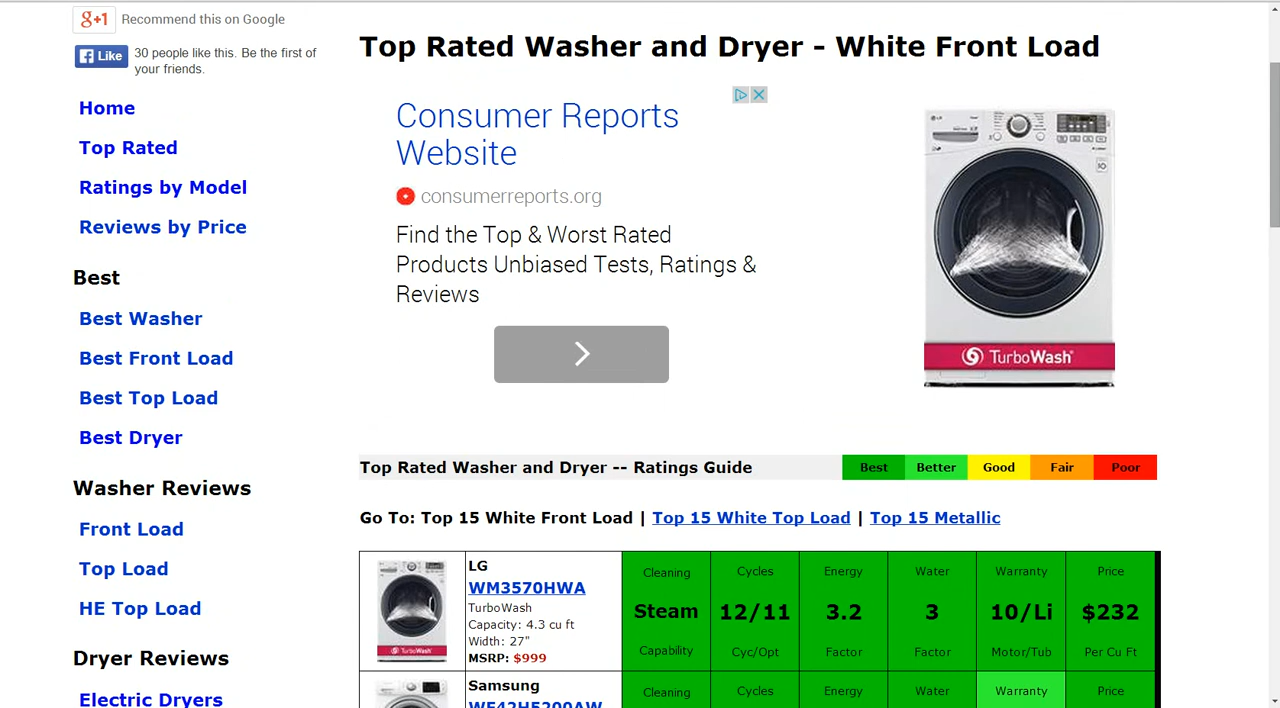 g+1 Recommend this on Google
Like 30 people like this. Be the first of
your friends.
Home
Top Rated
Ratings by Model
Reviews by Price
Best
Best Washer
Best Front Load
Best Top Load
Best Dryer
Washer Reviews
Front Load
Top Load
HE Top Load
Dryer Reviews
Electric Dryers
Top Rated Washer and Dryer - White Front Load
Consumer Reports
Website
consumerreports.org
Find the Top & Worst Rated
Products Unbiased Tests, Ratings &
Reviews
LG
TurboWash
Top Rated Washer and Dryer -- Ratings Guide Best Better Good Fair Poor
Go To: Top 15 White Front Load | Top 15 White Top Load | Top 15 Metallic
LG
WM3570HWA
TurboWash
Capacity: 4.3 cu ft
Width: 27"
MSRP: $999
TurboWash
Cleaning Cycles Energy Water Warranty Price
Steam 12/11 3.2 3 10/Li $232
Capability Cyc/Opt Factor Factor Motor/Tub Per Cu Ft
Samsung
WF42H5200AW
Cleaning Cycles Energy Water Warranty Price